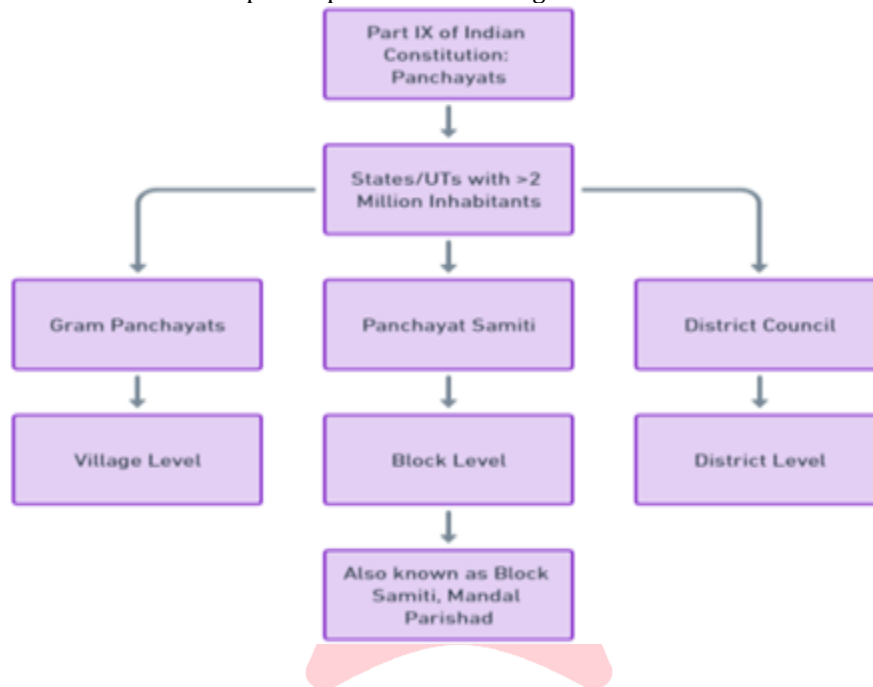 Part IX of Indian
Constitution:
Panchayats
States/UTs with >2
Million Inhabitants
Gram Panchayats
Panchayat Samiti
District Council
Village Level
Block Level
District Level
Also known as Block
Samiti, Mandal
Parishad